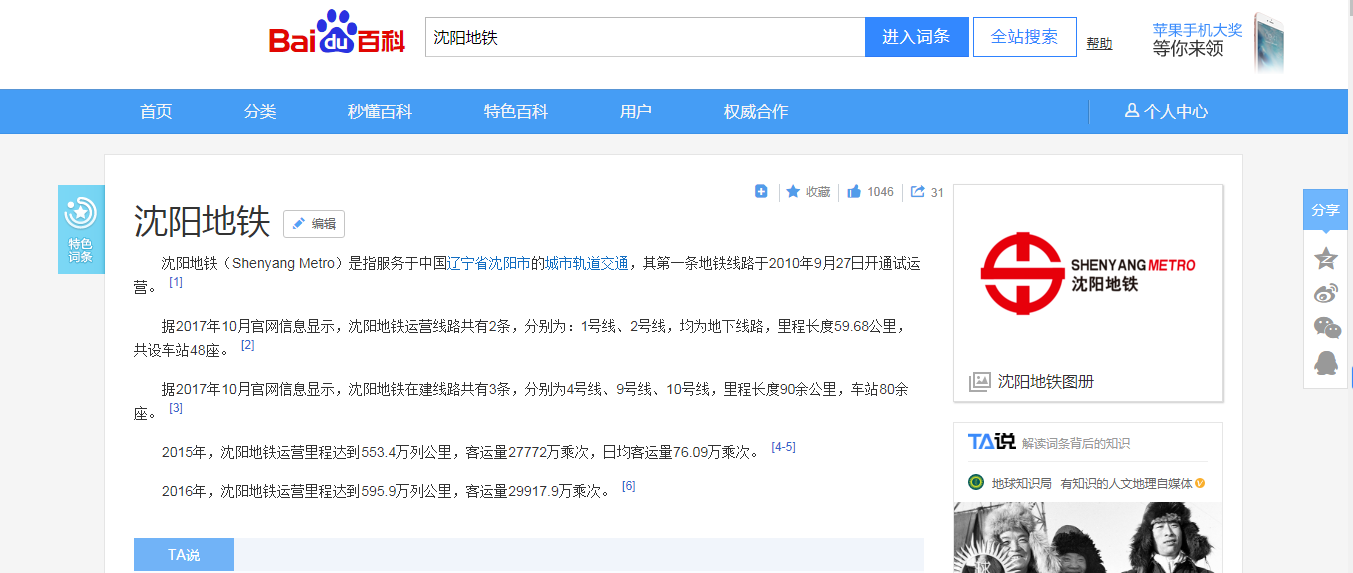 Bai du 百科
沈阳地铁
进入词条
全站搜索
帮助
苹果手机大奖
等你来领
首页 分类 秒懂百科 特色百科 用户 权威合作 个人中心
特色
词条
沈阳地铁 编辑
收藏 1046 31
沈阳地铁（Shenyang Metro）是指服务于中国辽宁省沈阳市的城市轨道交通，其第一条地铁线路于2010年9月27日开通试运
营。 [1]
据2017年10月官网信息显示，沈阳地铁运营线路共有2条，分别为：1号线、2号线，均为地下线路，里程长度59.68公里，
共设车站48座。 [2]
据2017年10月官网信息显示，沈阳地铁在建线路共有3条，分别为4号线、9号线、10号线，里程长度90余公里，车站80余
座。 [3]
2015年，沈阳地铁运营里程达到553.4万列公里，客运量27772万乘次，日均客运量76.09万乘次。 [4-5]
2016年，沈阳地铁运营里程达到595.9万列公里，客运量29917.9万乘次。 [6]
TA说
SHENYANG METRO
沈阳地铁
沈阳地铁图册
TA说 解读词条背后的知识
地球知识局 有知识的人文地理自媒体
分享